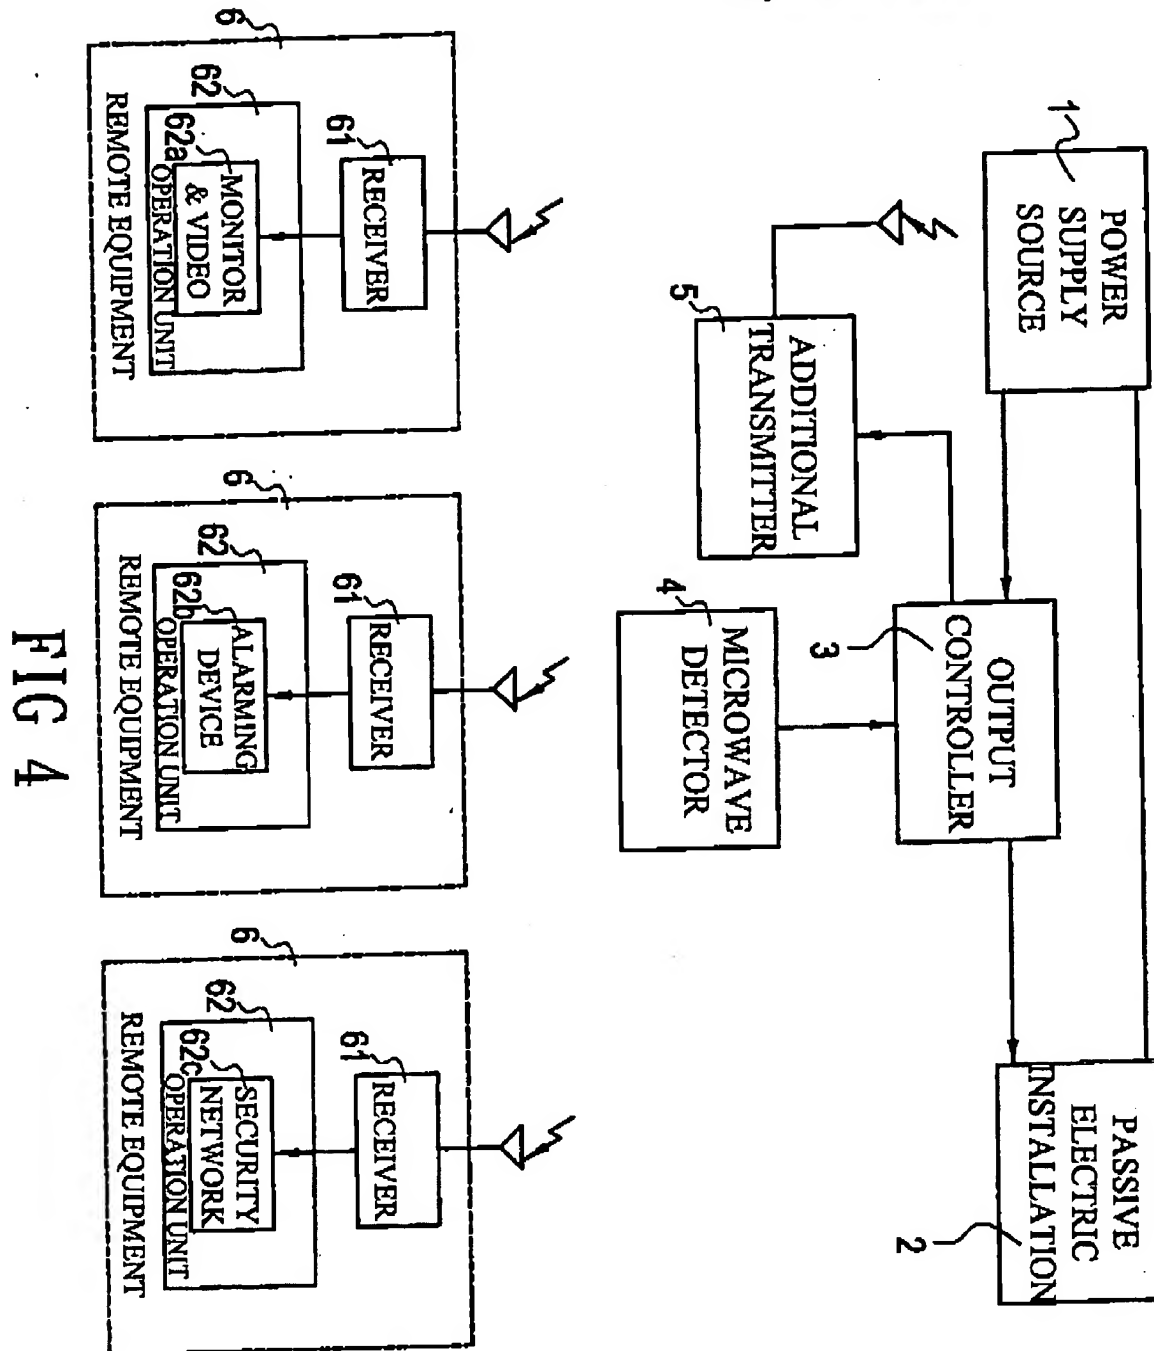 1
POWER
SUPPLY
SOURCE
PASSIVE
ELECTRIC
INSTALLATION
2
OUTPUT
CONTROLLER
3
ADDITIONAL
TRANSMITTER
5
MICROWAVE
DETECTOR
4
6
61
RECEIVER
62
62a
MONITOR
& VIDEO
OPERATION UNIT
REMOTE EQUIPMENT
6
61
RECEIVER
62
62b
ALARMING
DEVICE
OPERATION UNIT
REMOTE EQUIPMENT
6
61
RECEIVER
62
62c
SECURITY
NETWORK
OPERATION UNIT
REMOTE EQUIPMENT
FIG 4